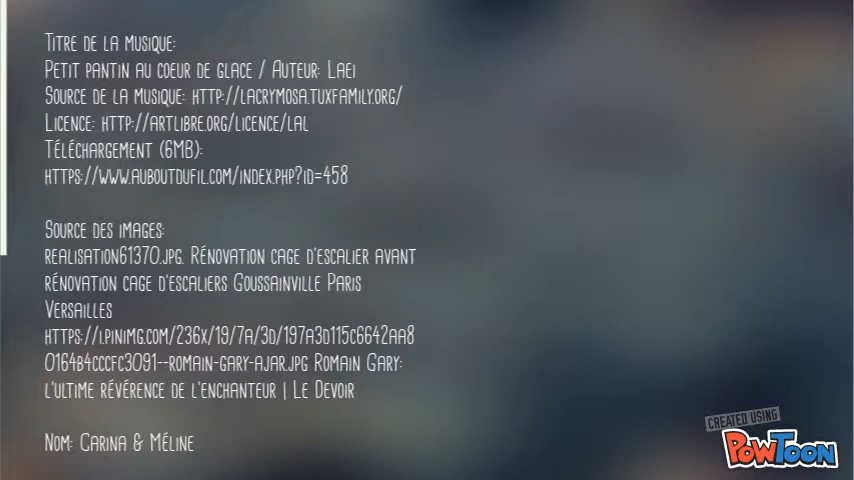 Titre de la musique:
Petit pantin au coeur de glace / Auteur: Laei
Source de la musique: http://lacrymosa.tuxfamily.org/
Licence: http://artlibre.org/licence/lal
Téléchargement (6MB):
https://www.auboutdufil.com/index.php?id=458
Source des images:
realisation61370.jpg. Rénovation cage d'escalier avant
rénovation cage d'escaliers Goussainville Paris
Versailles
https://i.pinimg.com/236x/19/7a/3d/197a3d115c6642aa8
0164b4cccfc3091--romain-gary-ajar.jpg Romain Gary:
l'ultime révérence de l'enchanteur | Le Devoir
Nom: Carina & Méline
CREATED USING
PowToon